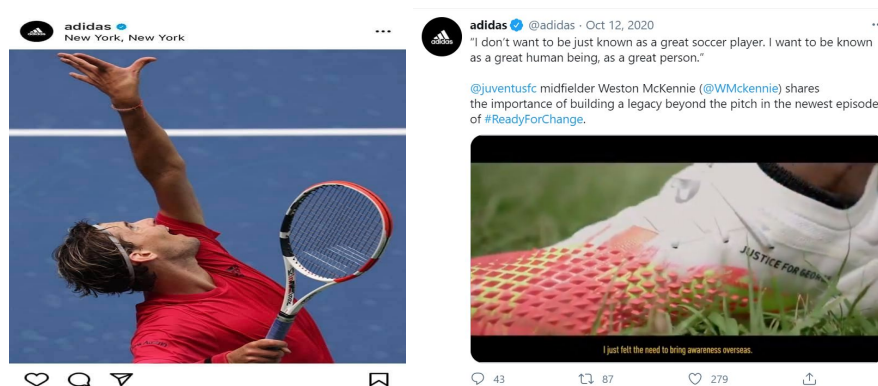 adidas
New York, New York
adidas
adidas @adidas · Oct 12, 2020
"I don't want to be just known as a great soccer player. I want to be known
as a great human being, as a great person."
@juventusfc midfielder Weston McKennie (@WMckennie) shares
the importance of building a legacy beyond the pitch in the newest episode
of #ReadyForChange.
JUSTICE FOR GEORGE
I just felt the need to bring awareness overseas.
43 87 279